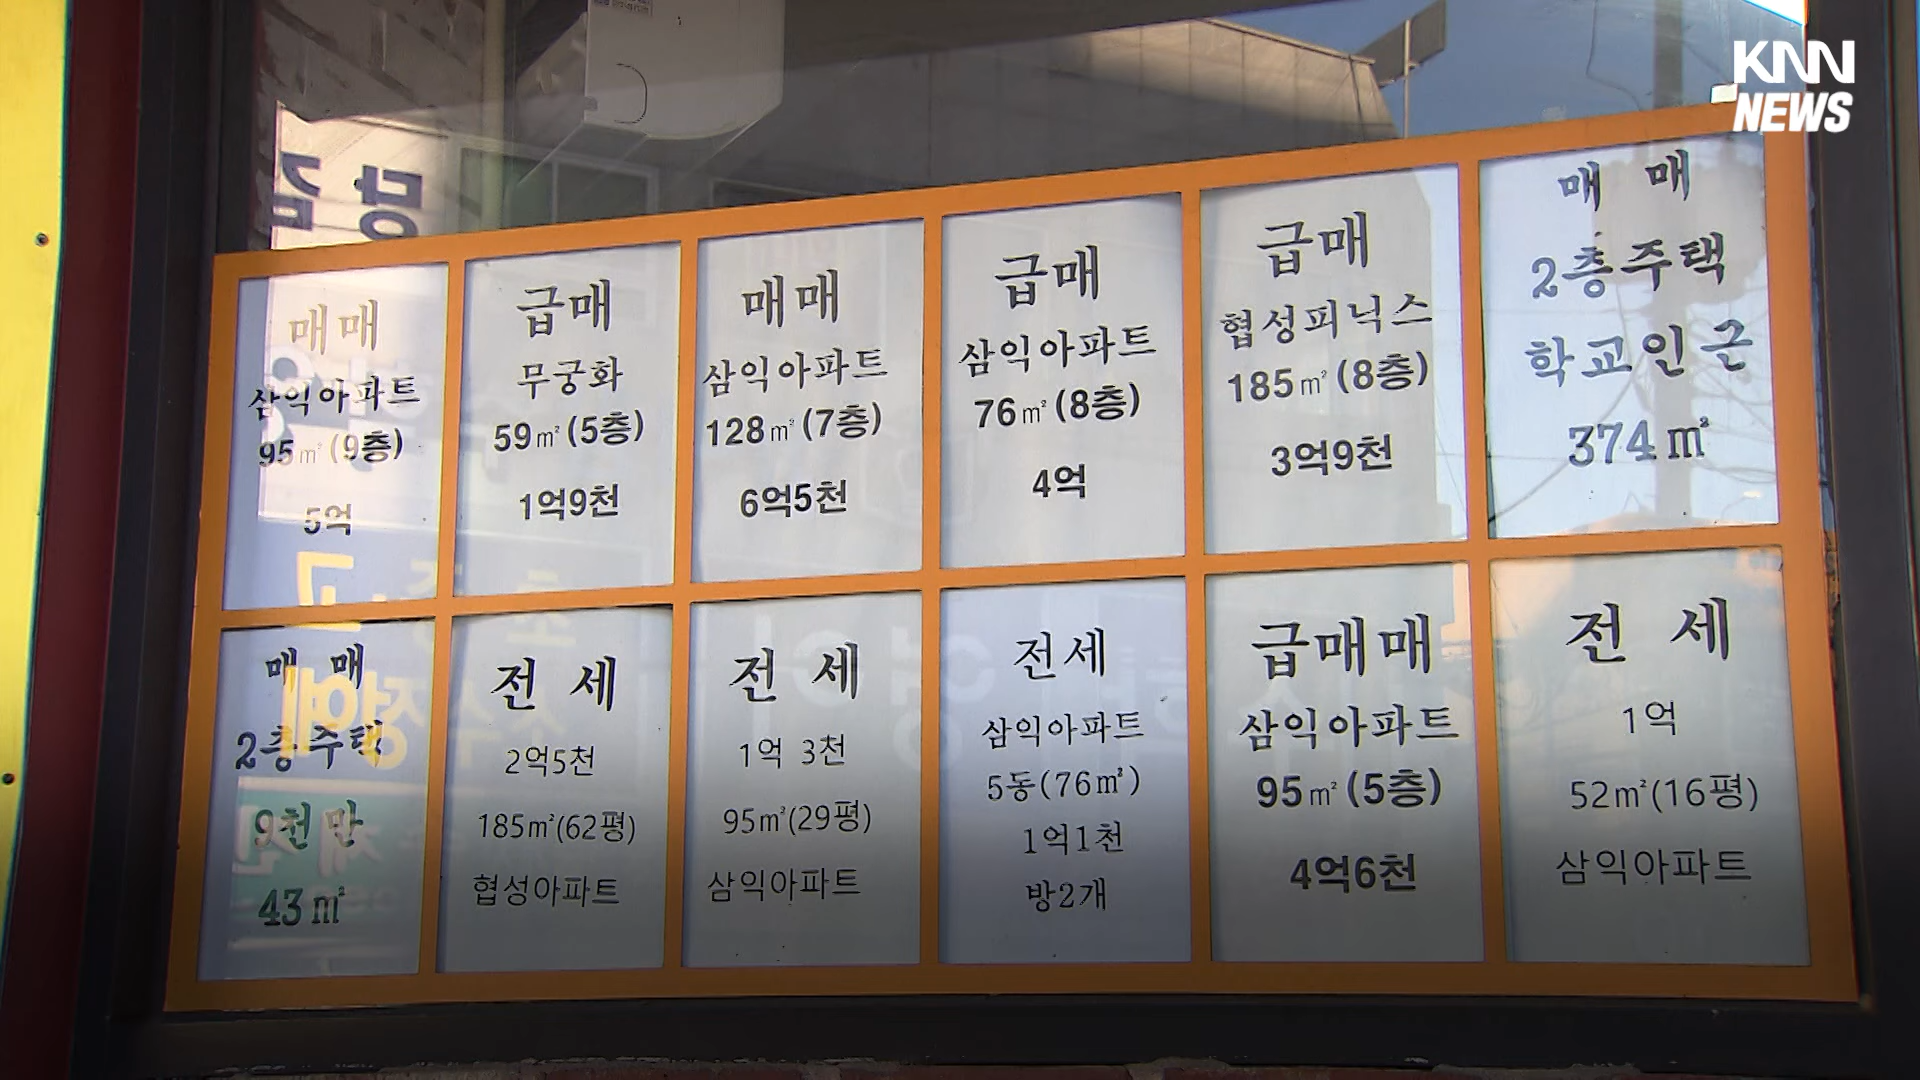 KNN
NEWS
매매
삼익아파트
95㎡(9층)
5억
급매
무궁화
59㎡(5층)
1억9천
매매
삼익아파트
128㎡(7층)
6억5천
급매
삼익아파트
76㎡(8층)
4억
급매
협성피닉스
185㎡(8층)
3억9천
매 매
2층주택
학교인근
374㎡
매 매
2층주택
9천만
43㎡
전 세
2억5천
185㎡(62평)
협성아파트
전 세
1억 3천
95㎡(29평)
삼익아파트
전세
삼익아파트
5동(76㎡)
1억1천
방2개
급매매
삼익아파트
95㎡(5층)
4억6천
전 세
1억
52㎡(16평)
삼익아파트